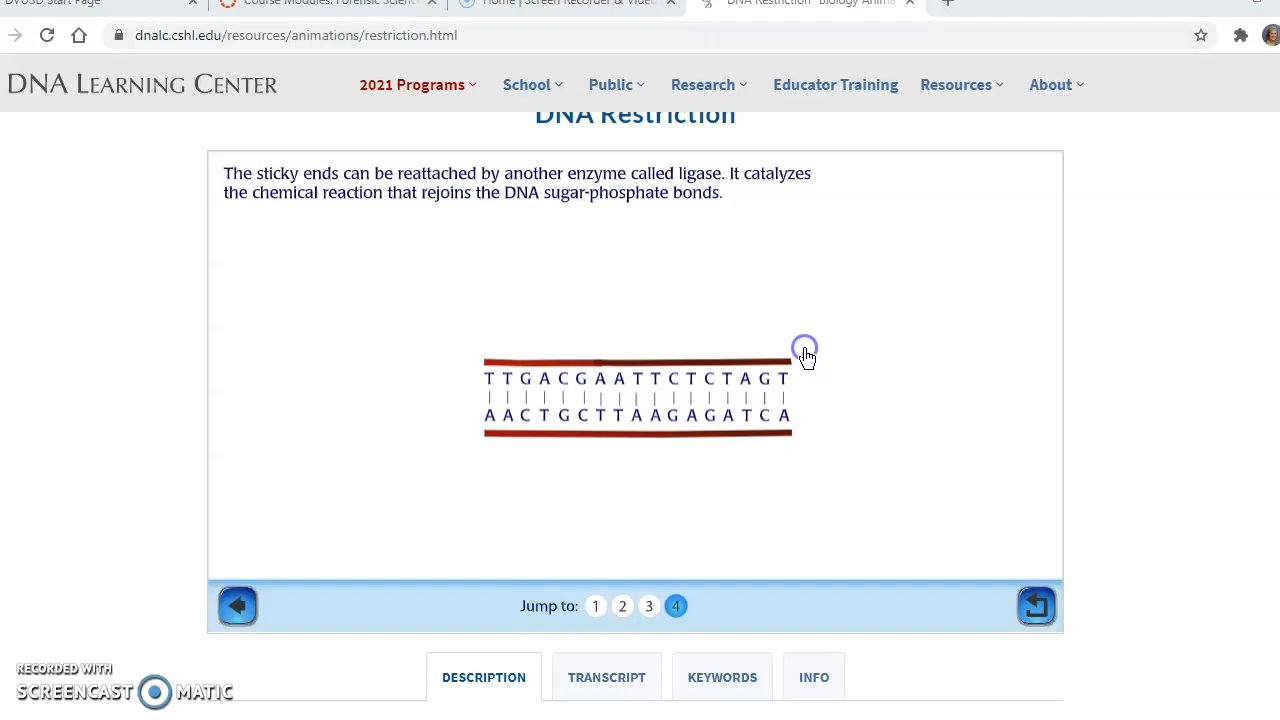 DVUSD Start Page
Course Modules: Forensic Scienc
Home | Screen Recorder & Video
DNA Restriction
Biology Anima
dnalc.cshl.edu/resources/animations/restriction.html
DNA LEARNING CENTER
2021 Programs
School
Public
Research
Educator Training
Resources
About
DNA Restriction
The sticky ends can be reattached by another enzyme called ligase. It catalyzes
the chemical reaction that rejoins the DNA sugar-phosphate bonds.
T T G A C G A A T T C T C T A G T
A A C T G C T T A A G A G A T C A
Jump to: 1 2 3 4
RECORDED WITH
SCREENCAST MATIC
DESCRIPTION
TRANSCRIPT
KEYWORDS
INFO